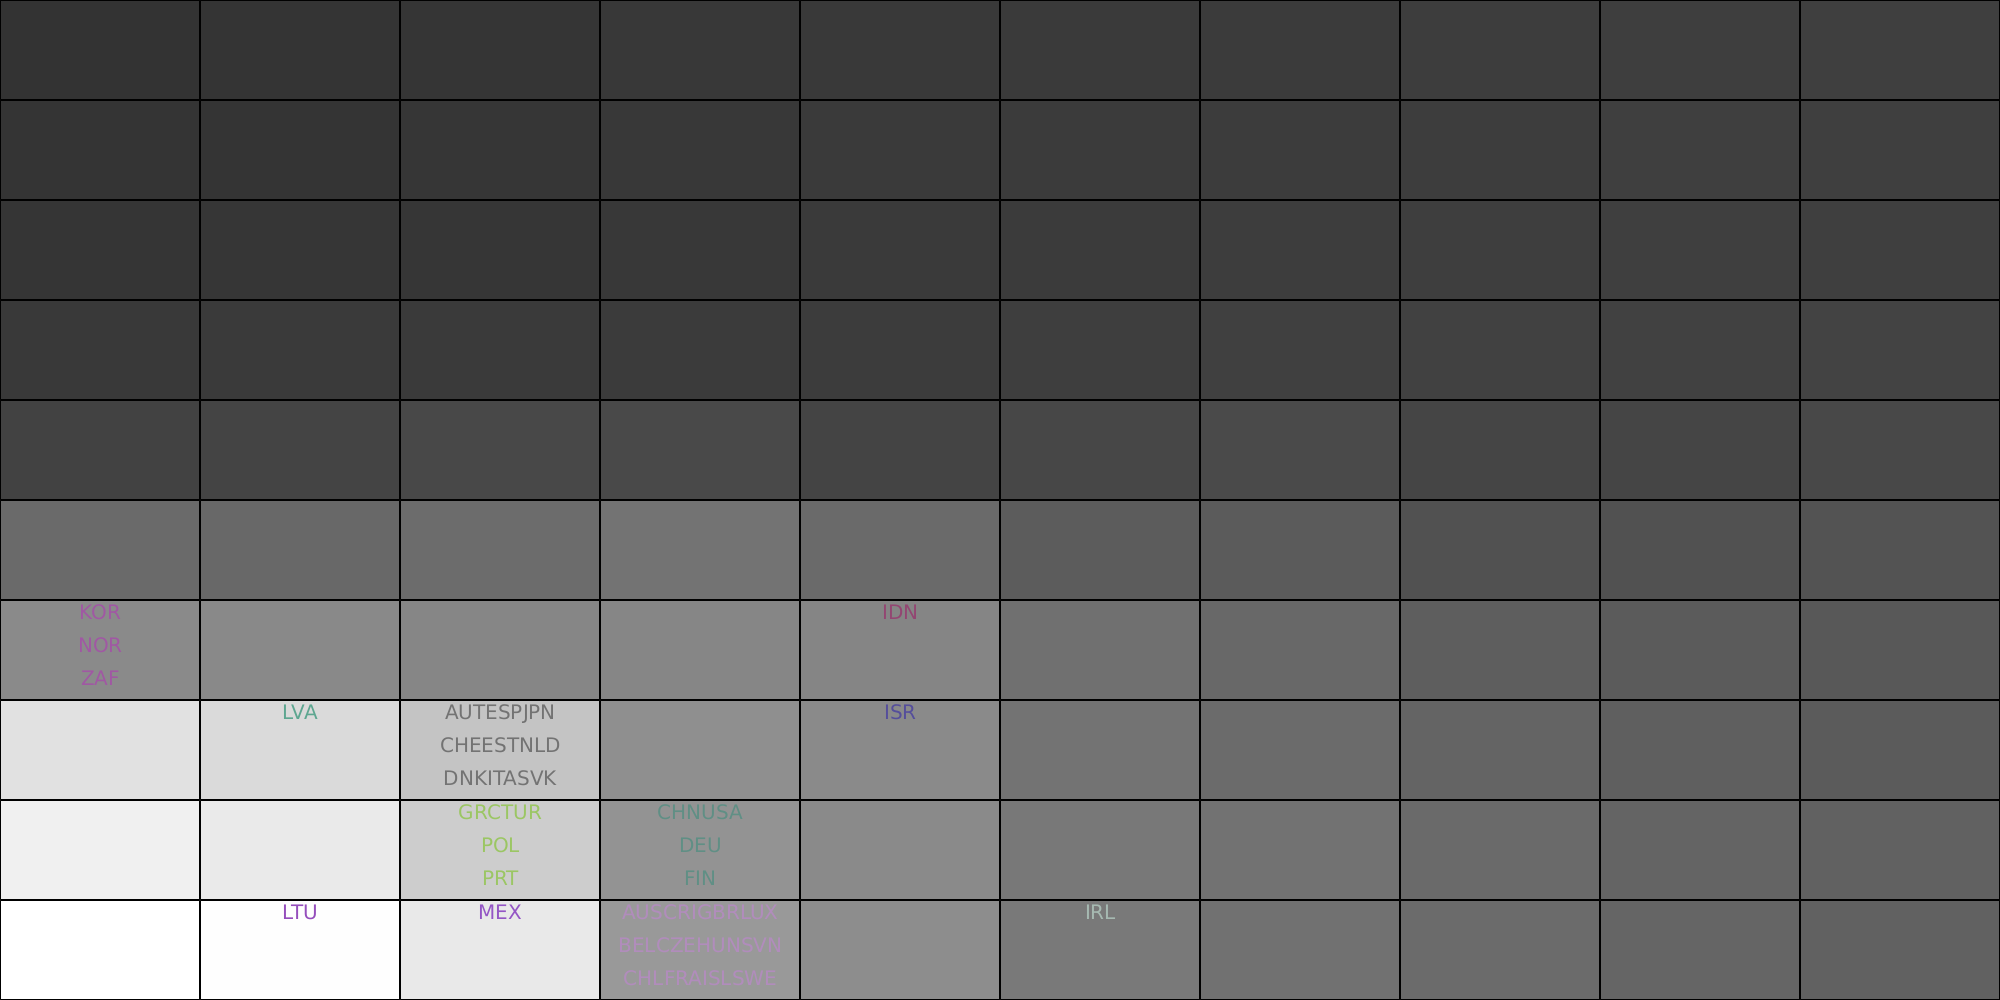 KOR
IDN
NOR
ZAF
LVA
AUTESPJPN
ISR
CHEESTNLD
DNKITASVK
GRCTUR
CHNUSA
POL
DEU
PRT
FIN
LTU
MEX
AUSCRIGBRLUX
IRL
BELCZEHUNSVN
CHLFRAISLSWE